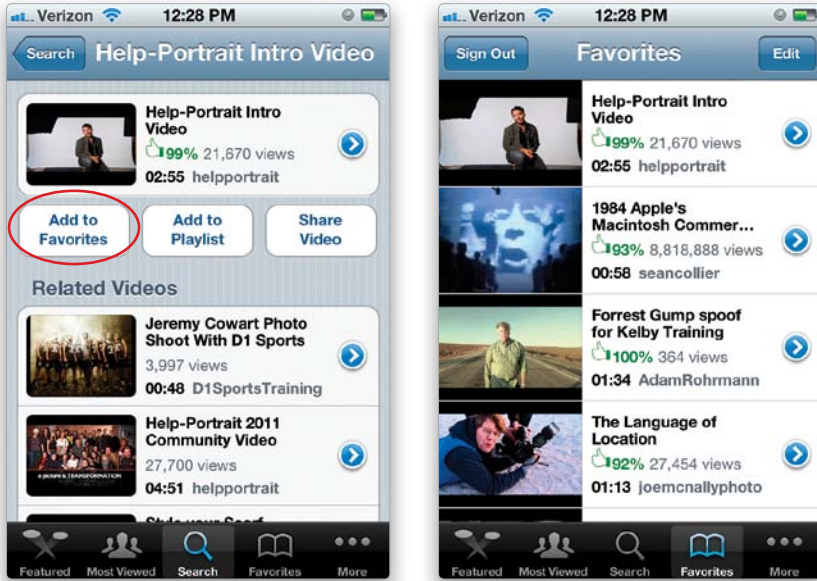 Verizon 12:28 PM
Search Help-Portrait Intro Video
Help-Portrait Intro
Video
99% 21,670 views
02:55 helpportrait
Add to
Favorites
Add to
Playlist
Share
Video
Related Videos
Jeremy Cowart Photo
Shoot With D1 Sports
3,997 views
00:48 D1SportsTraining
Help-Portrait 2011
Community Video
27,700 views
04:51 helpportrait
a picture is TRANSFORMATION
Style your Scarf
Featured Most Viewed Search Favorites More
Verizon 12:28 PM
Sign Out Favorites Edit
Help-Portrait Intro
Video
99% 21,670 views
02:55 helpportrait
1984 Apple's
Macintosh Commer...
93% 8,818,888 views
00:58 seancollier
Forrest Gump spoof
for Kelby Training
100% 364 views
01:34 AdamRohrmann
The Language of
Location
92% 27,454 views
01:13 joemcnallyphoto
Featured Most Viewed Search Favorites More